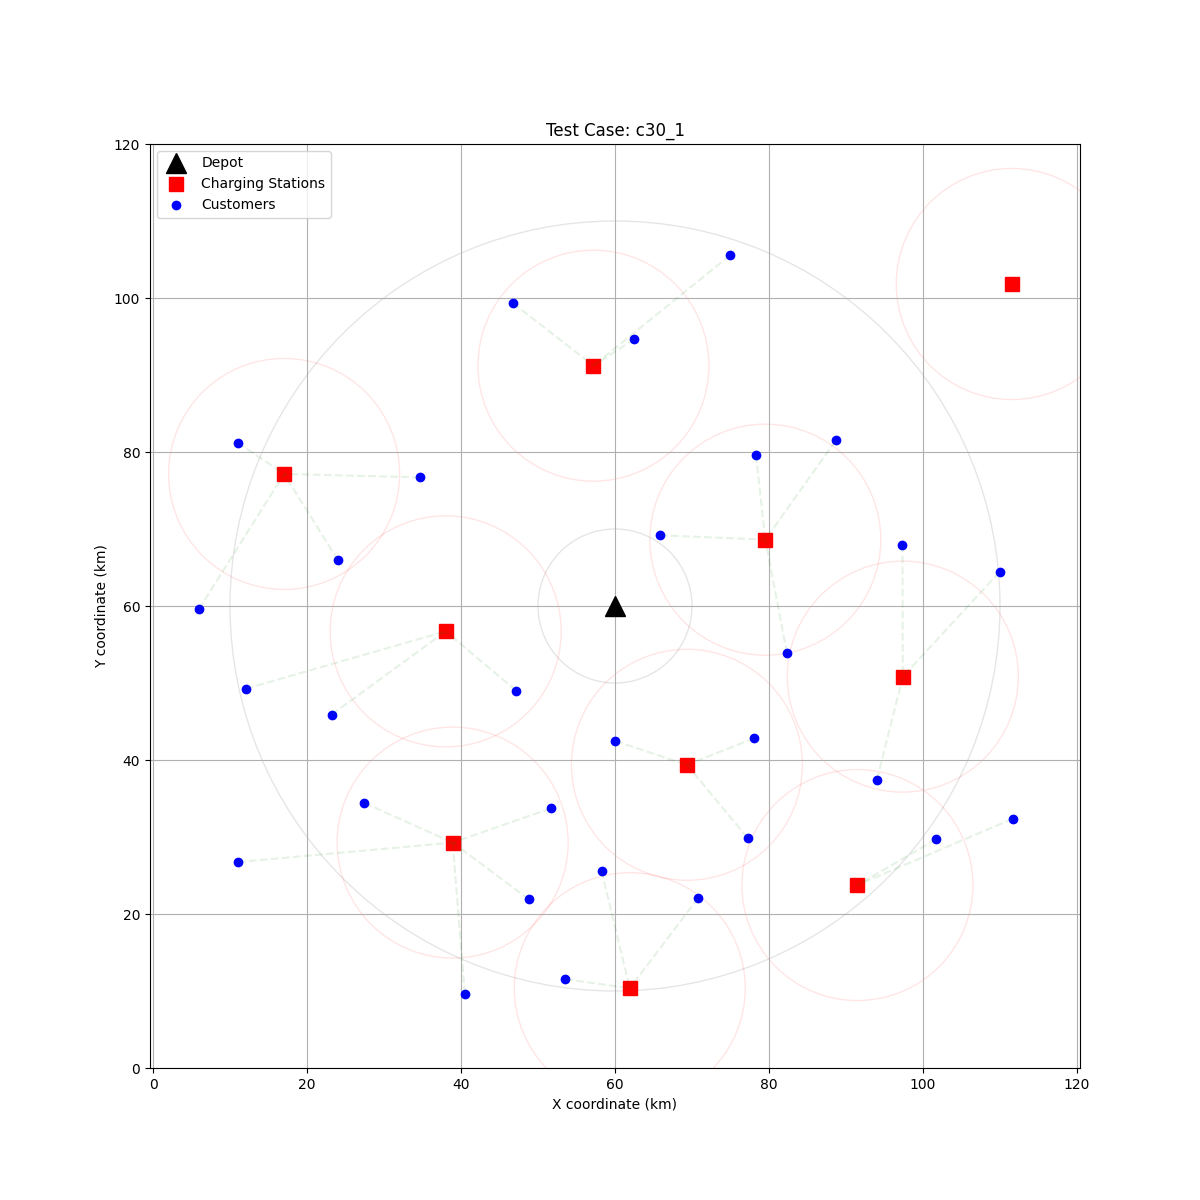 Test Case: c30_1
Depot
Charging Stations
Customers
120
100
80
60
40
20
0
Y coordinate (km)
0 20 40 60 80 100 120
X coordinate (km)